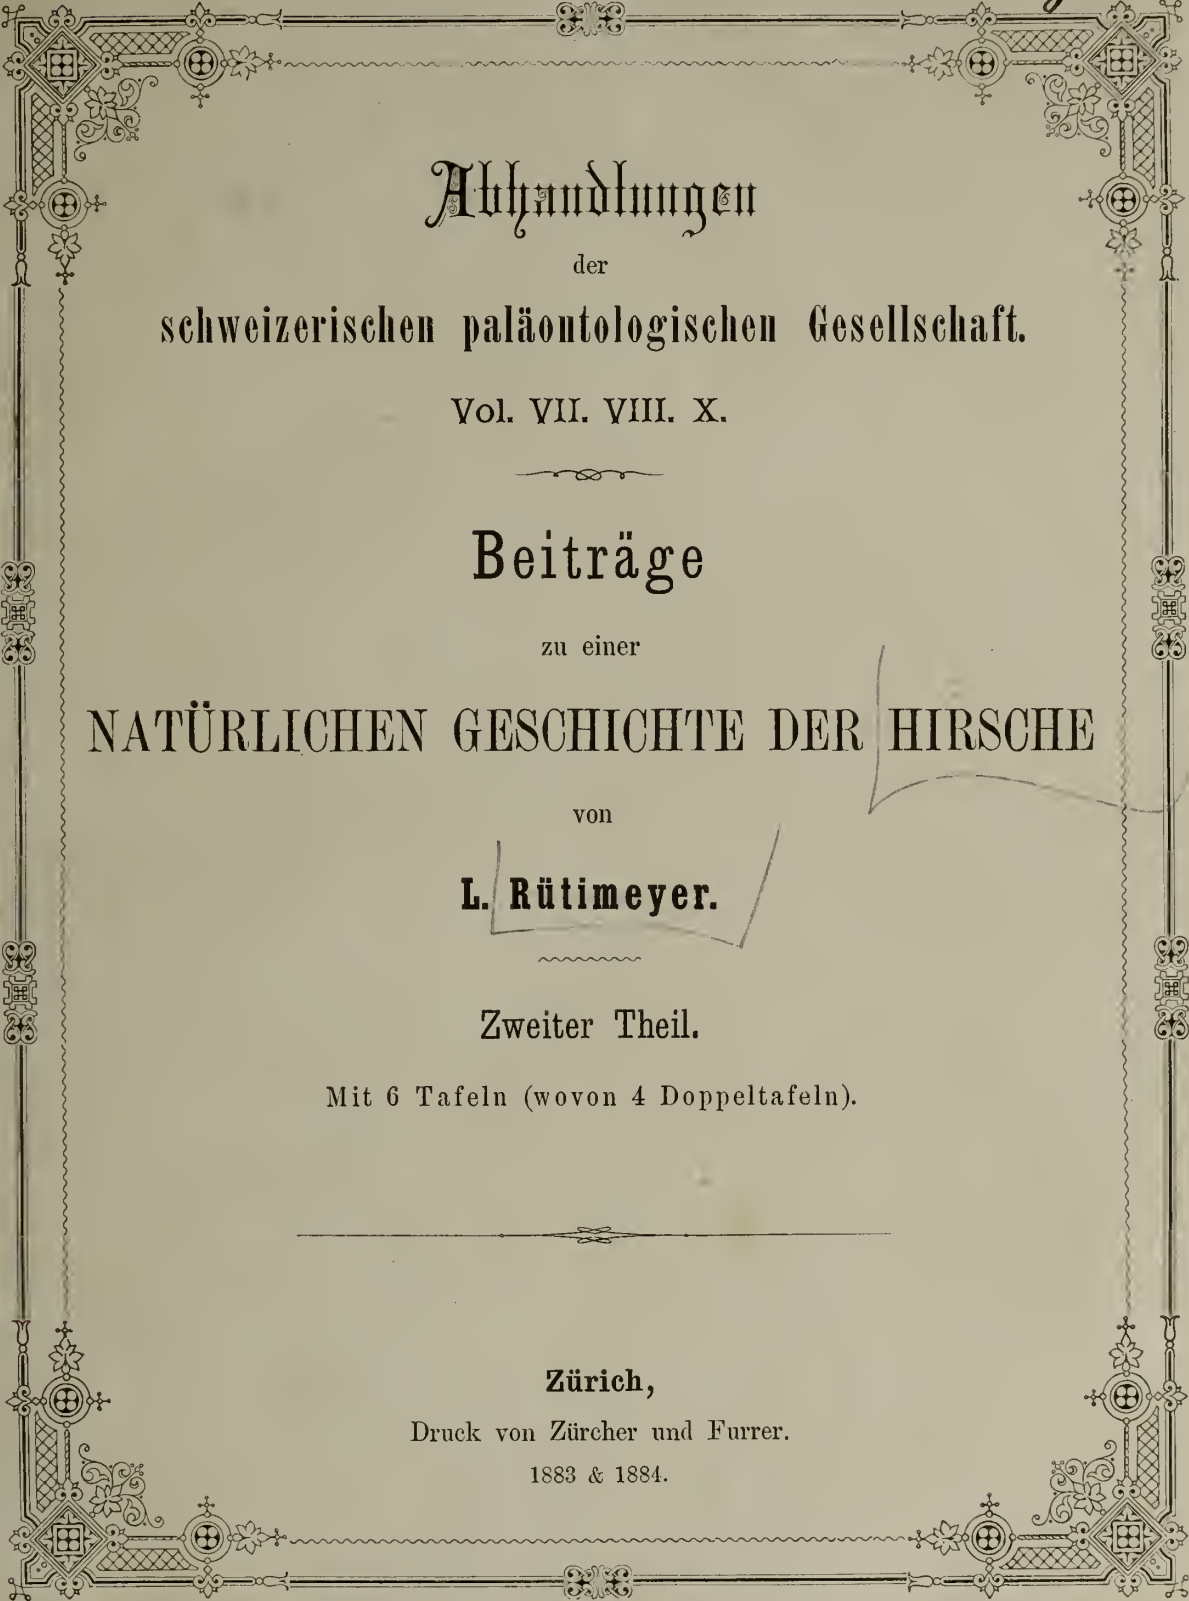 Abhandlungen
der
schweizerischen paläontologischen Gesellschaft.
Vol. VII. VIII. X.
Beiträge
zu einer
NATÜRLICHEN GESCHICHTE DER HIRSCHE
von
L. Rütimeyer.
Zweiter Theil.
Mit 6 Tafeln (wovon 4 Doppeltafeln).
Zürich,
Druck von Zürcher und Furrer.
1883 & 1884.